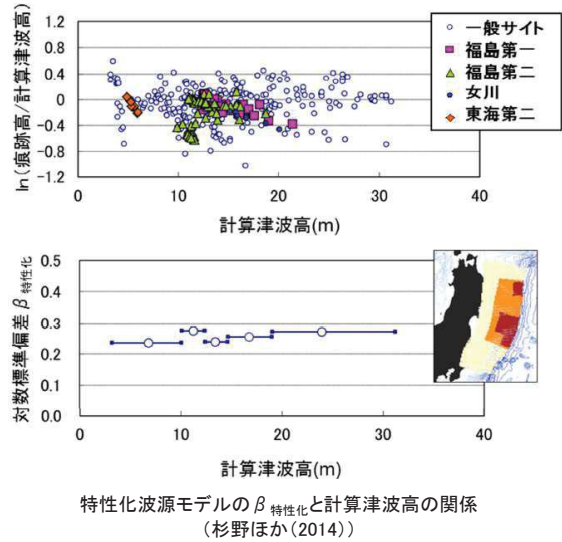 ln(痕跡高/計算津波高)
1.2
0.8
0.4
0
-0.4
-0.8
-1.2
0
10
20
30
40
計算津波高(m)
一般サイト
福島第一
福島第二
女川
東海第二
対数標準偏差β特性化
0.5
0.4
0.3
0.2
0.1
0.0
0
10
20
30
40
計算津波高(m)
特性化波源モデルのβ特性化と計算津波高の関係
(杉野ほか(2014))